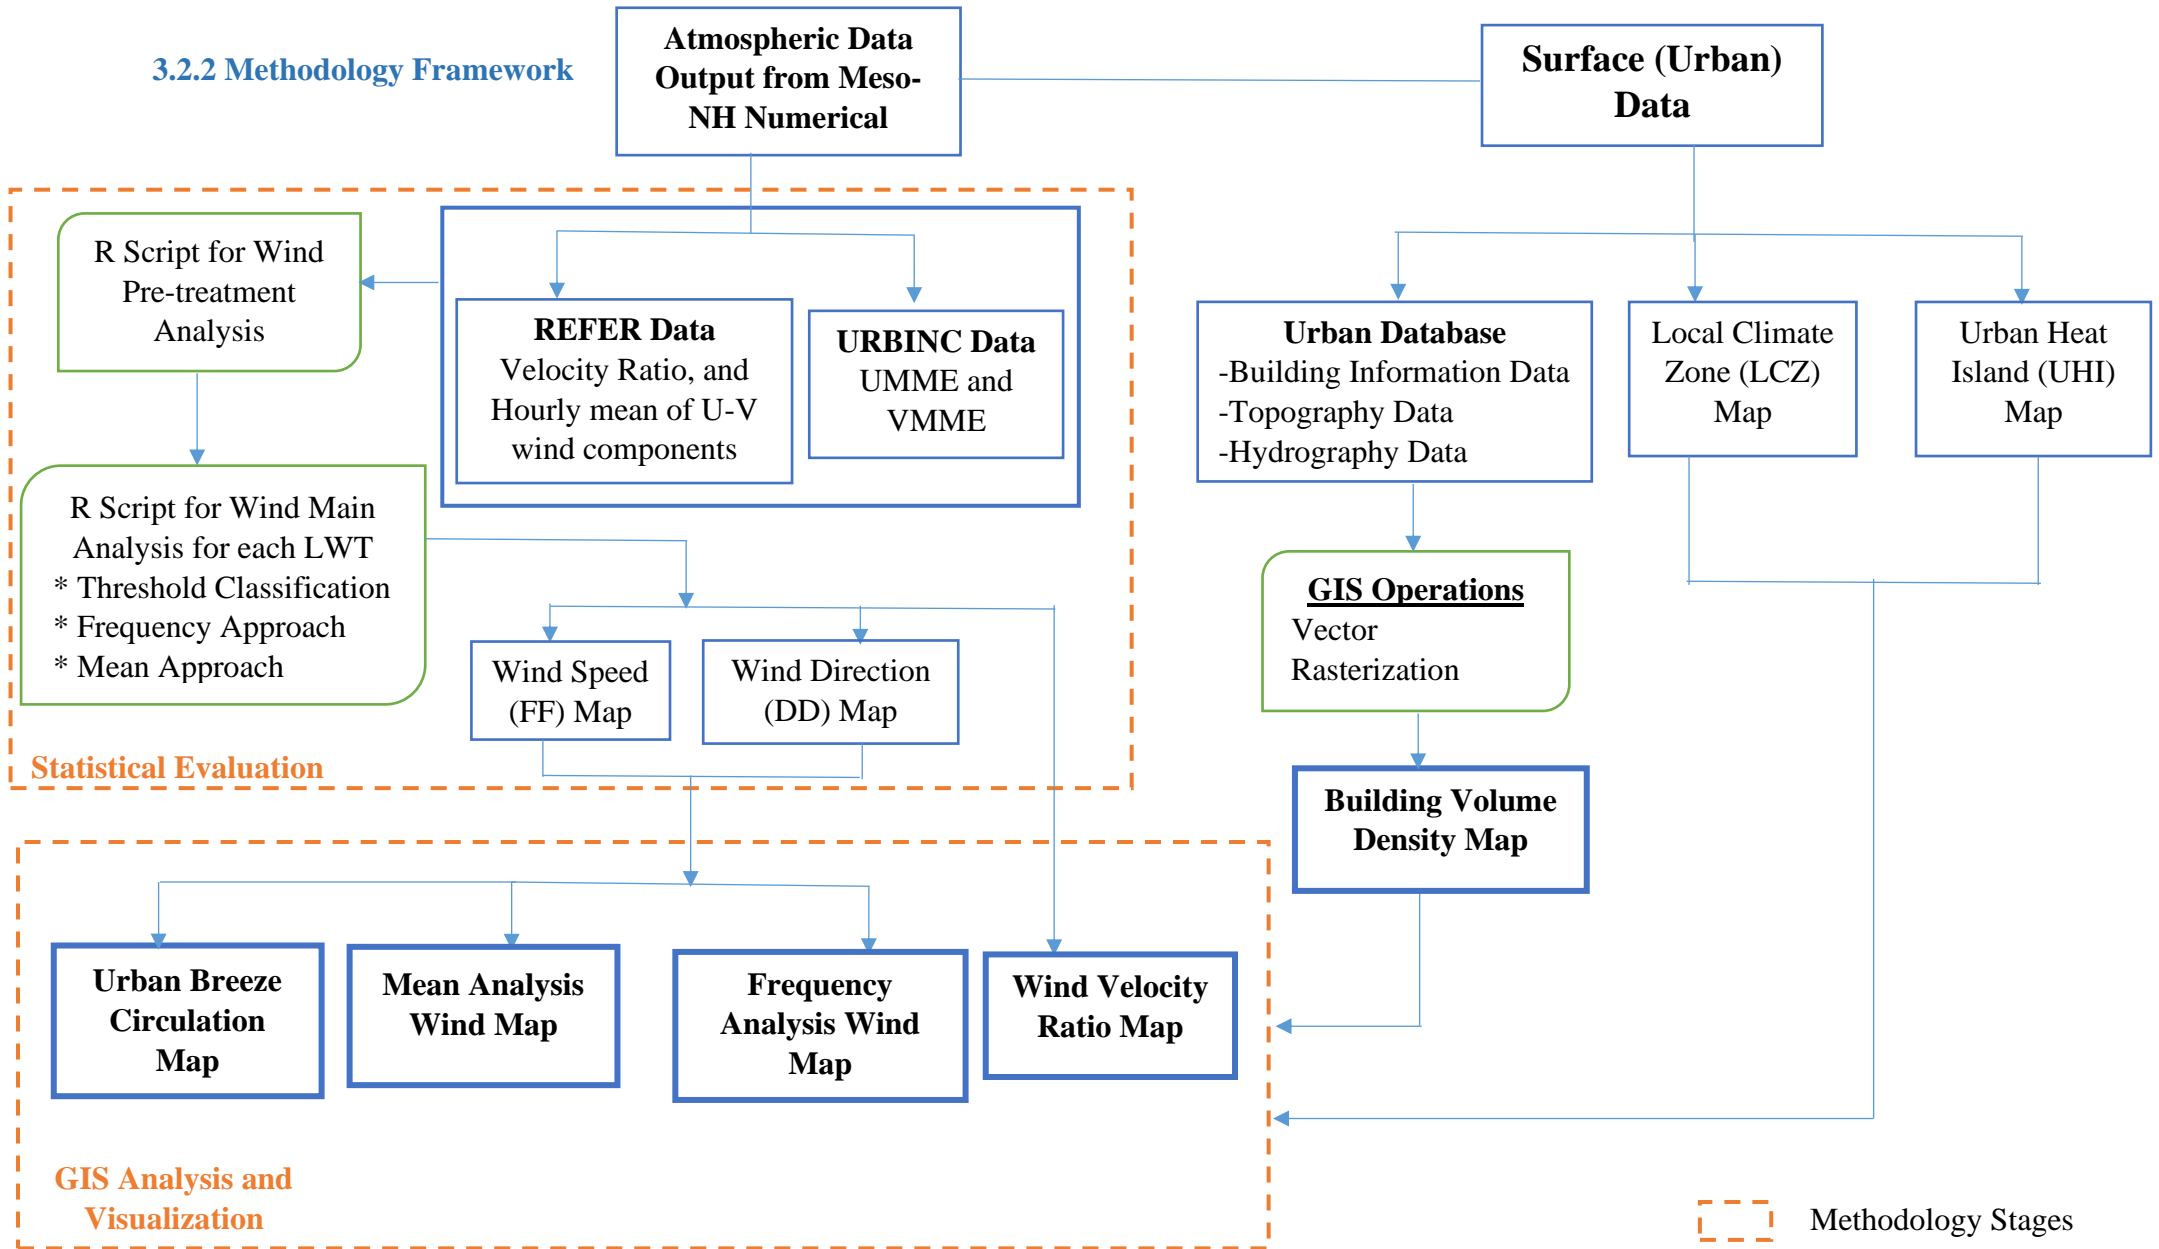 3.2.2 Methodology Framework
Atmospheric Data
Output from Meso-
NH Numerical
Surface (Urban)
Data
R Script for Wind
Pre-treatment
Analysis
REFER Data
Velocity Ratio, and
Hourly mean of U-V
wind components
URBINC Data
UMME and
VMME
Urban Database
-Building Information Data
-Topography Data
-Hydrography Data
Local Climate
Zone (LCZ)
Map
Urban Heat
Island (UHI)
Map
R Script for Wind Main
Analysis for each LWT
* Threshold Classification
* Frequency Approach
* Mean Approach
GIS Operations
Vector
Rasterization
Wind Speed
(FF) Map
Wind Direction
(DD) Map
Statistical Evaluation
Building Volume
Density Map
Urban Breeze
Circulation
Map
Mean Analysis
Wind Map
Frequency
Analysis Wind
Map
Wind Velocity
Ratio Map
GIS Analysis and
Visualization
Methodology Stages